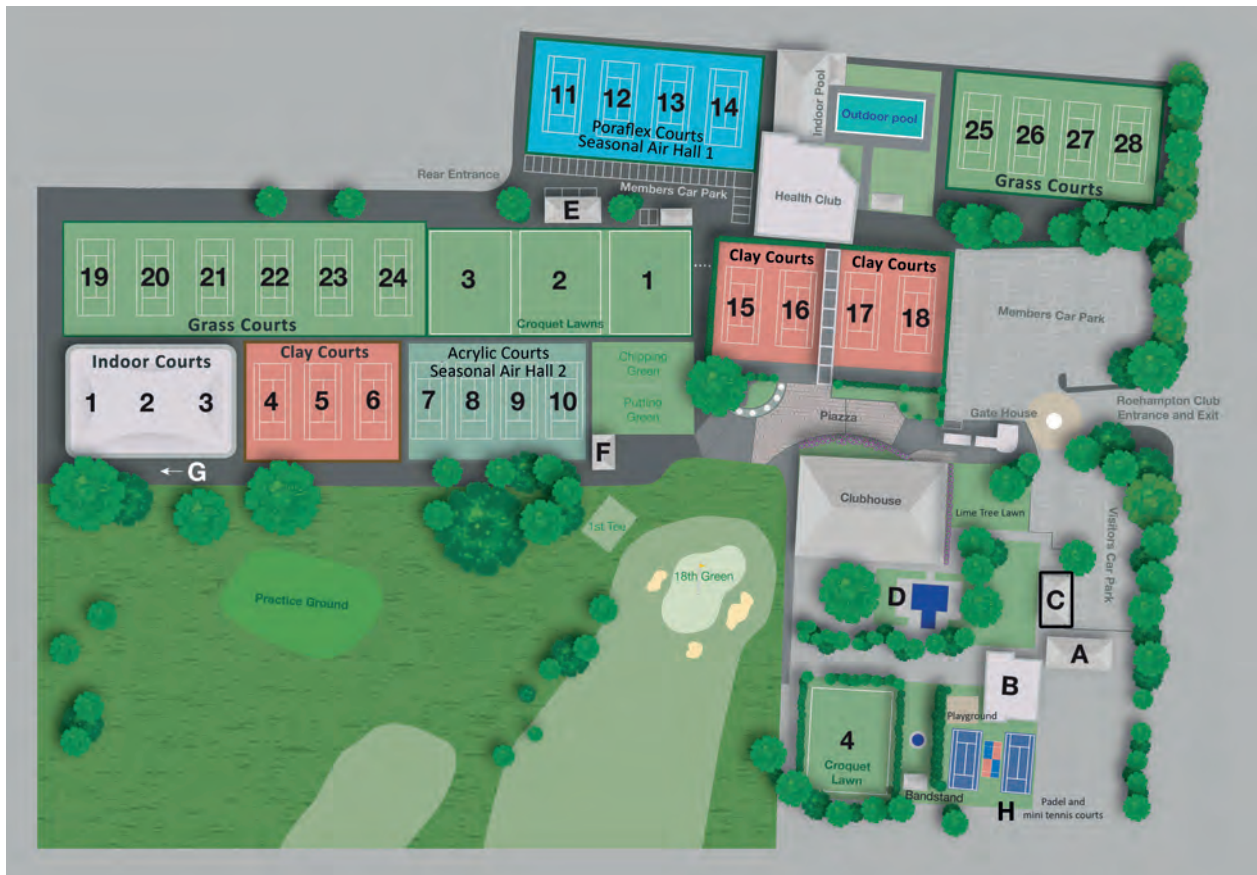 11 12 13 14
Poraflex Courts
Seasonal Air Hall 1
Indoor Pool
Outdoor pool
25 26 27 28
Grass Courts
Rear Entrance
Members Car Park
Health Club
E
19 20 21 22 23 24
Grass Courts
3 2 1
Croquet Lawns
Clay Courts
15 16
Clay Courts
17 18
Members Car Park
Indoor Courts
1 2 3
Clay Courts
4 5 6
Acrylic Courts
Seasonal Air Hall 2
7 8 9 10
Chipping
Green
Putting
Green
F
Piazza
Gate House
Roehampton Club
Entrance and Exit
← G
Clubhouse
Lime Tree Lawn
Visitors Car Park
1st Tee
18th Green
Practice Ground
D
C
A
B
Playground
4
Croquet
Lawn
Bandstand
H
Padel and
mini tennis courts